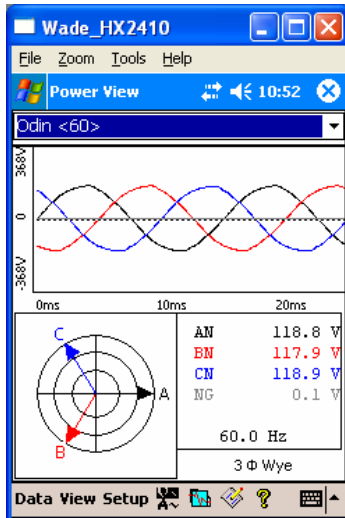 Wade_HX2410
File Zoom Tools Help
Power View 10:52
Odin <60>
368V
0
-368V
0ms 10ms 20ms
C
A
B
AN 118.8 V
BN 117.9 V
CN 118.9 V
NG 0.1 V
60.0 Hz
3 Φ Wye
Data View Setup